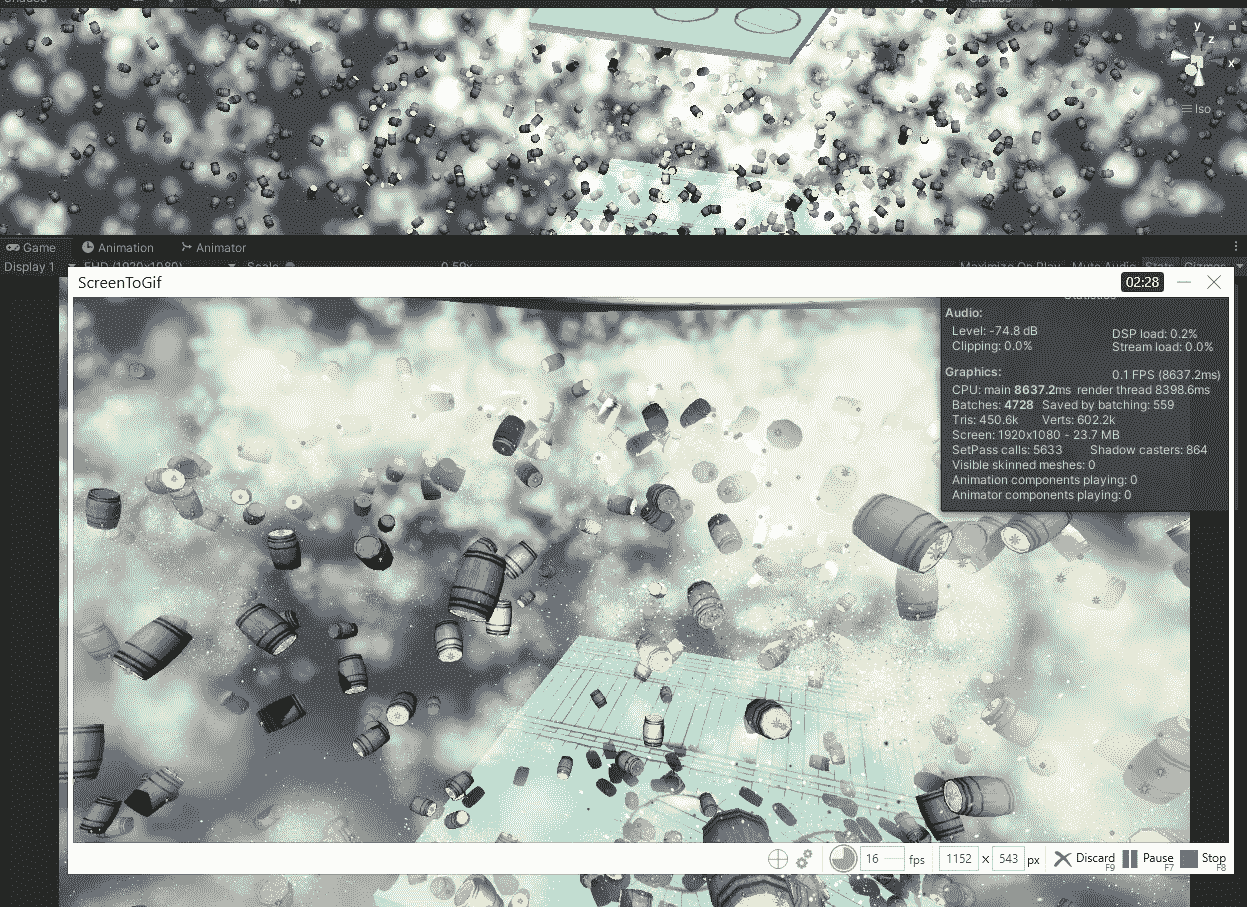 y
z
x
Iso
Game Animation Animator
Display 1 FHD (1920x1080) Scale 0.59x Maximize On Play Mute Audio Stats Gizmos
ScreenToGif 02:28
Statistics
Audio:
Level: -74.8 dB DSP load: 0.2%
Clipping: 0.0% Stream load: 0.0%
Graphics: 0.1 FPS (8637.2ms)
CPU: main 8637.2ms render thread 8398.6ms
Batches: 4728 Saved by batching: 559
Tris: 450.6k Verts: 602.2k
Screen: 1920x1080 - 23.7 MB
SetPass calls: 5633 Shadow casters: 864
Visible skinned meshes: 0
Animation components playing: 0
Animator components playing: 0
16 fps 1152 x 543 px Discard Pause Stop
F9 F7 F8